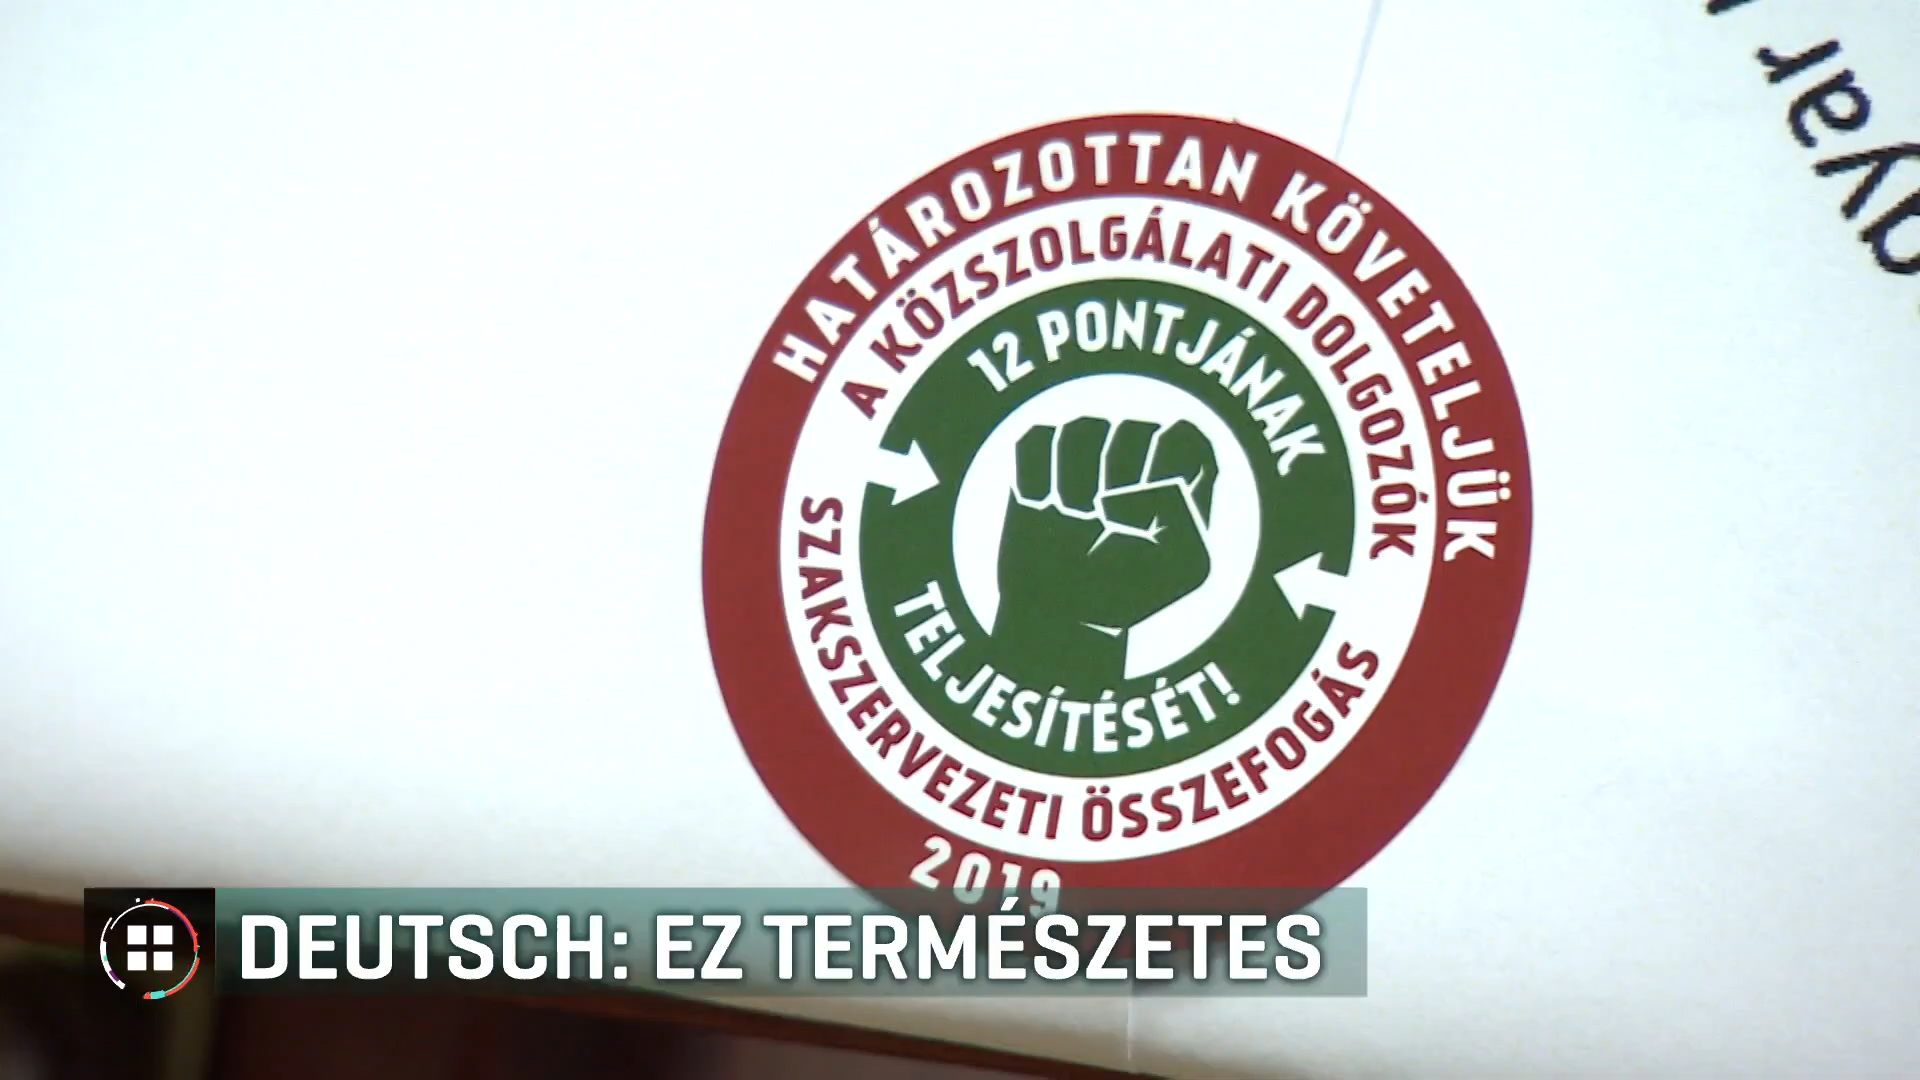 HATÁROZOTTAN KÖVETELJÜK
A KÖZSZOLGÁLATI DOLGOZÓK
12 PONTJÁNAK
TELJESÍTÉSÉT!
SZAKSZERVEZETI ÖSSZEFOGÁS
2019
DEUTSCH: EZ TERMÉSZETES